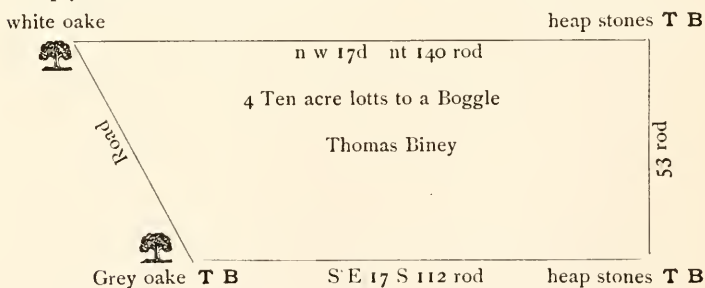 white oake heap stones T B
n w 17d nt 140 rod
4 Ten acre lotts to a Boggle
Thomas Biney
Road
53 rod
Grey oake T B S E 17 S 112 rod heap stones T B